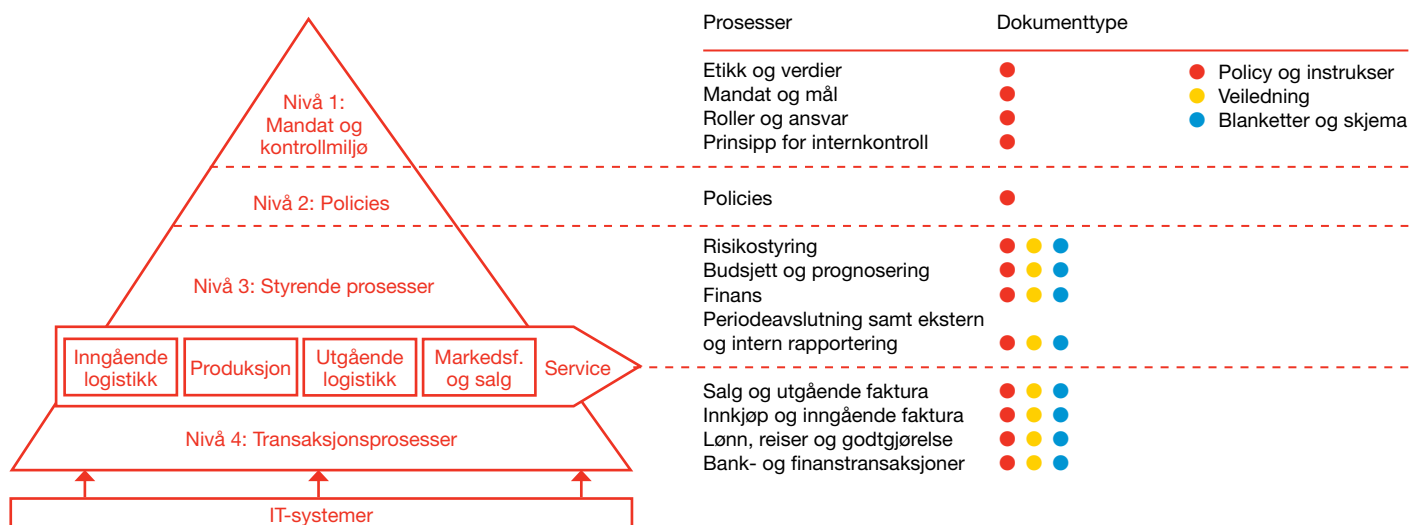 Prosesser
Dokumenttype
Etikk og verdier
Mandat og mål
Roller og ansvar
Prinsipp for internkontroll
Policy og instrukser
Veiledning
Blanketter og skjema
Nivå 1:
Mandat og
kontrollmiljø
Nivå 2: Policies
Policies
Nivå 3: Styrende prosesser
Risikostyring
Budsjett og prognosering
Finans
Periodeavslutning samt ekstern
og intern rapportering
Inngående
logistikk
Produksjon
Utgående
logistikk
Markedsf.
og salg
Service
Nivå 4: Transaksjonsprosesser
Salg og utgående faktura
Innkjøp og inngående faktura
Lønn, reiser og godtgjørelse
Bank- og finanstransaksjoner
IT-systemer